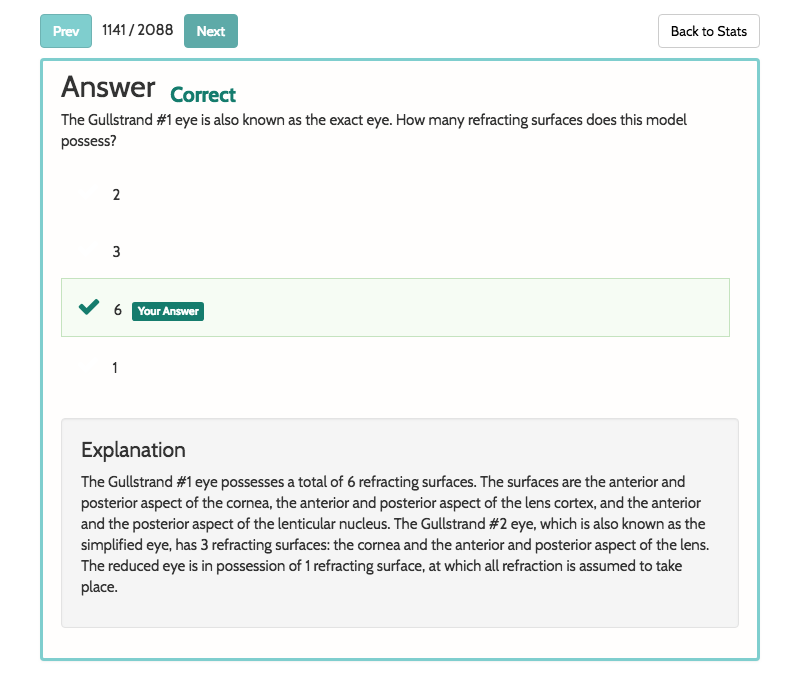 Prev 1141 / 2088 Next Back to Stats
Answer Correct
The Gullstrand #1 eye is also known as the exact eye. How many refracting surfaces does this model
possess?
2
3
6 Your Answer
1
Explanation
The Gullstrand #1 eye possesses a total of 6 refracting surfaces. The surfaces are the anterior and
posterior aspect of the cornea, the anterior and posterior aspect of the lens cortex, and the anterior
and the posterior aspect of the lenticular nucleus. The Gullstrand #2 eye, which is also known as the
simplified eye, has 3 refracting surfaces: the cornea and the anterior and posterior aspect of the lens.
The reduced eye is in possession of 1 refracting surface, at which all refraction is assumed to take
place.